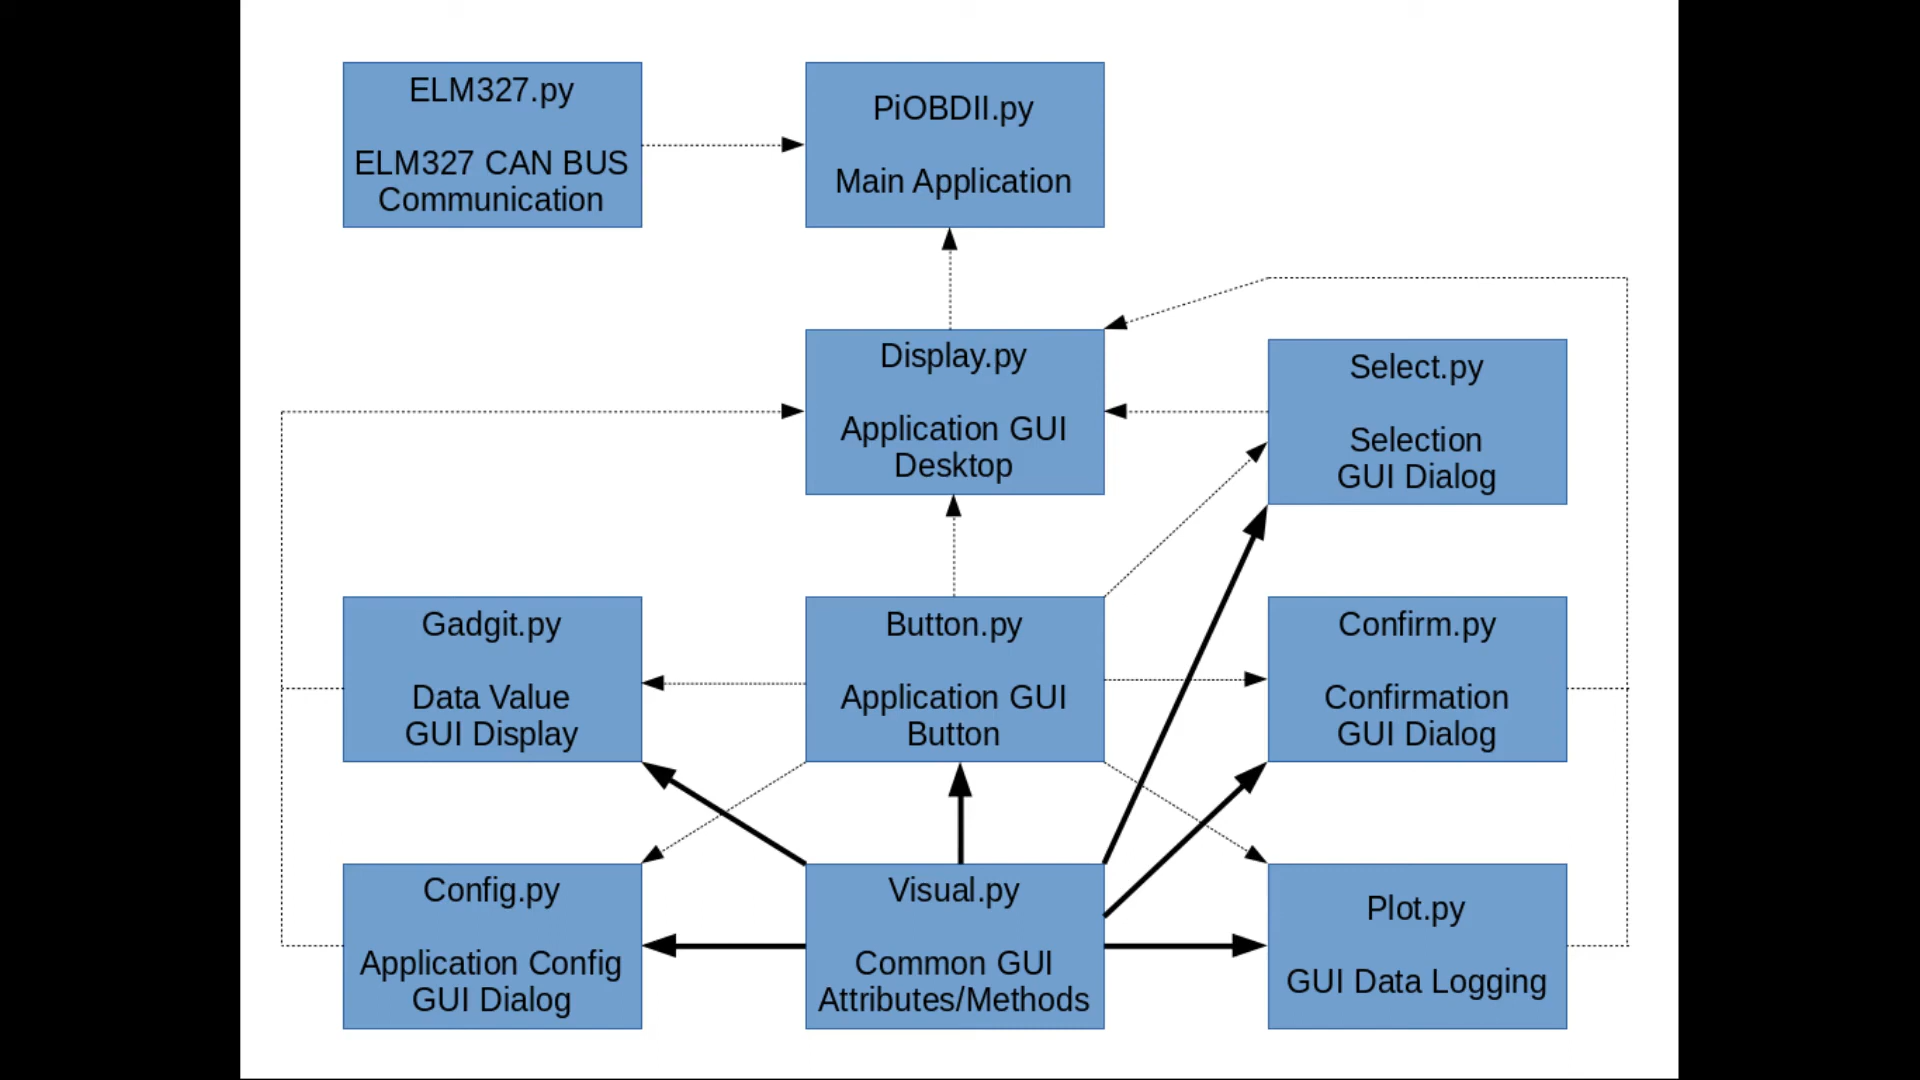 ELM327.py
ELM327 CAN BUS
Communication
PiOBDII.py
Main Application
Display.py
Application GUI
Desktop
Select.py
Selection
GUI Dialog
Gadgit.py
Data Value
GUI Display
Button.py
Application GUI
Button
Confirm.py
Confirmation
GUI Dialog
Config.py
Application Config
GUI Dialog
Visual.py
Common GUI
Attributes/Methods
Plot.py
GUI Data Logging